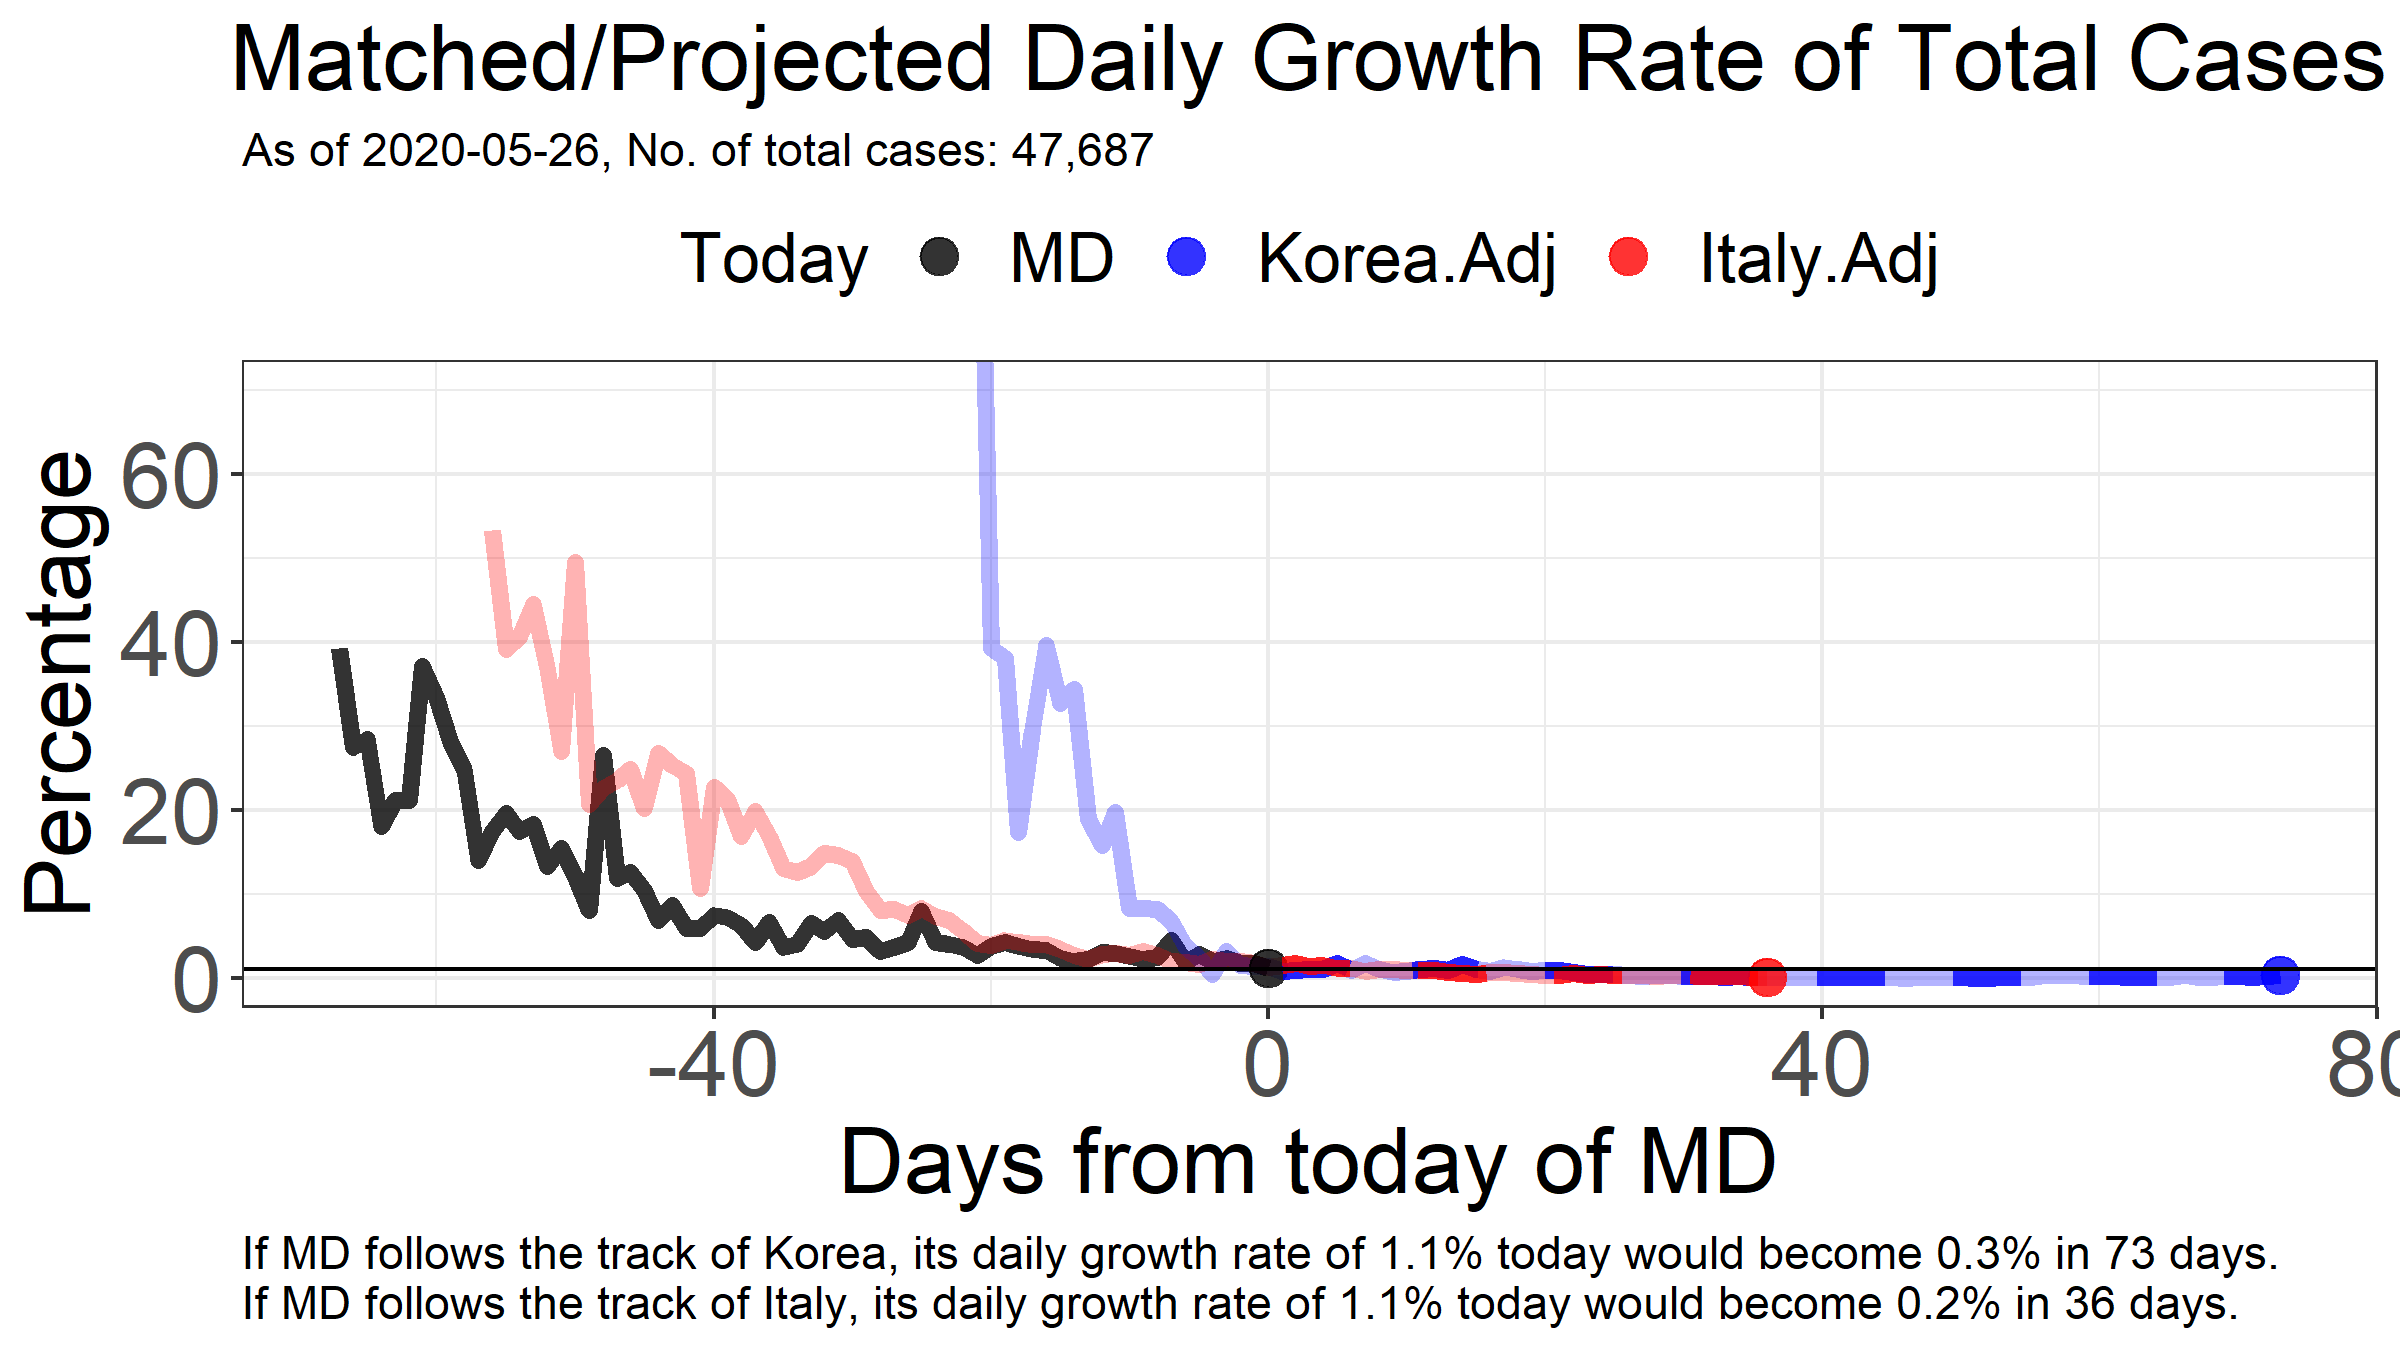 Matched/Projected Daily Growth Rate of Total Cases
As of 2020-05-26, No. of total cases: 47,687
Today MD Korea.Adj Italy.Adj
Percentage
60
40
20
0
-40 0 40 80
Days from today of MD
If MD follows the track of Korea, its daily growth rate of 1.1% today would become 0.3% in 73 days.
If MD follows the track of Italy, its daily growth rate of 1.1% today would become 0.2% in 36 days.